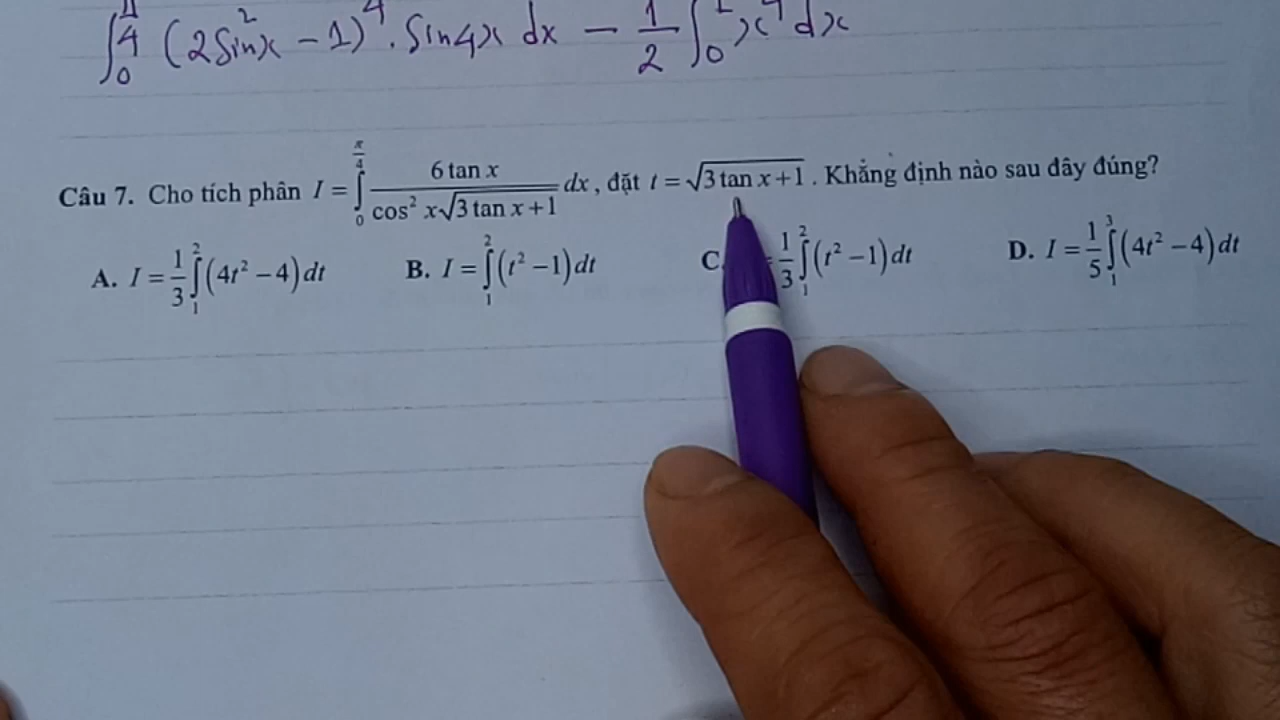 ∫₀^(π/4) (2sin²x − 1)⁴ . sin4x dx − 1/2 ∫₀¹ x⁴ dx
Câu 7. Cho tích phân I = ∫₀^(π/4) (6 tan x)/(cos² x√(3 tan x + 1)) dx , đặt t = √(3 tan x + 1) . Khẳng định nào sau đây đúng?
A. I = 1/3 ∫₁² (4t² − 4) dt B. I = ∫₁² (t² − 1) dt C. 1/3 ∫₁² (t² − 1) dt D. I = 1/5 ∫₁³ (4t² − 4) dt